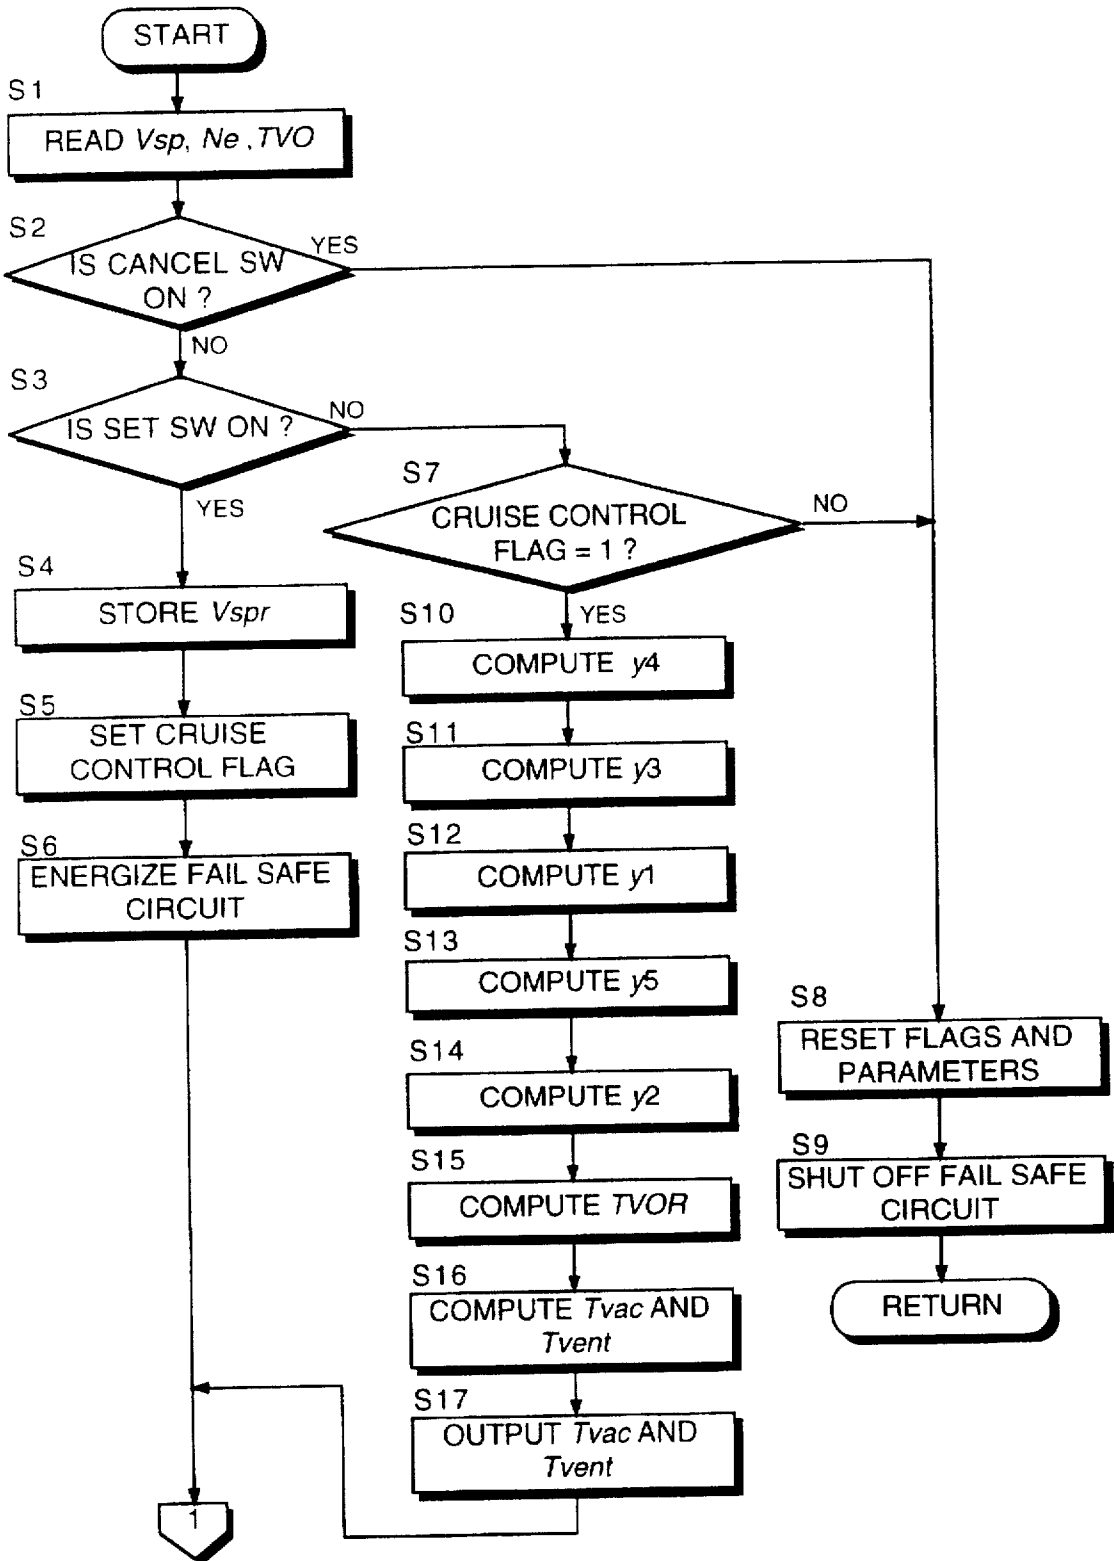 START
S1
READ Vsp, Ne ,TVO
S2
IS CANCEL SW
ON ?
YES
NO
S3
IS SET SW ON ?
NO
YES
S7
CRUISE CONTROL
FLAG = 1 ?
NO
YES
S4
STORE Vspr
S5
SET CRUISE
CONTROL FLAG
S6
ENERGIZE FAIL SAFE
CIRCUIT
S10
COMPUTE y4
S11
COMPUTE y3
S12
COMPUTE y1
S13
COMPUTE y5
S14
COMPUTE y2
S15
COMPUTE TVOR
S16
COMPUTE Tvac AND
Tvent
S17
OUTPUT Tvac AND
Tvent
S8
RESET FLAGS AND
PARAMETERS
S9
SHUT OFF FAIL SAFE
CIRCUIT
RETURN
1